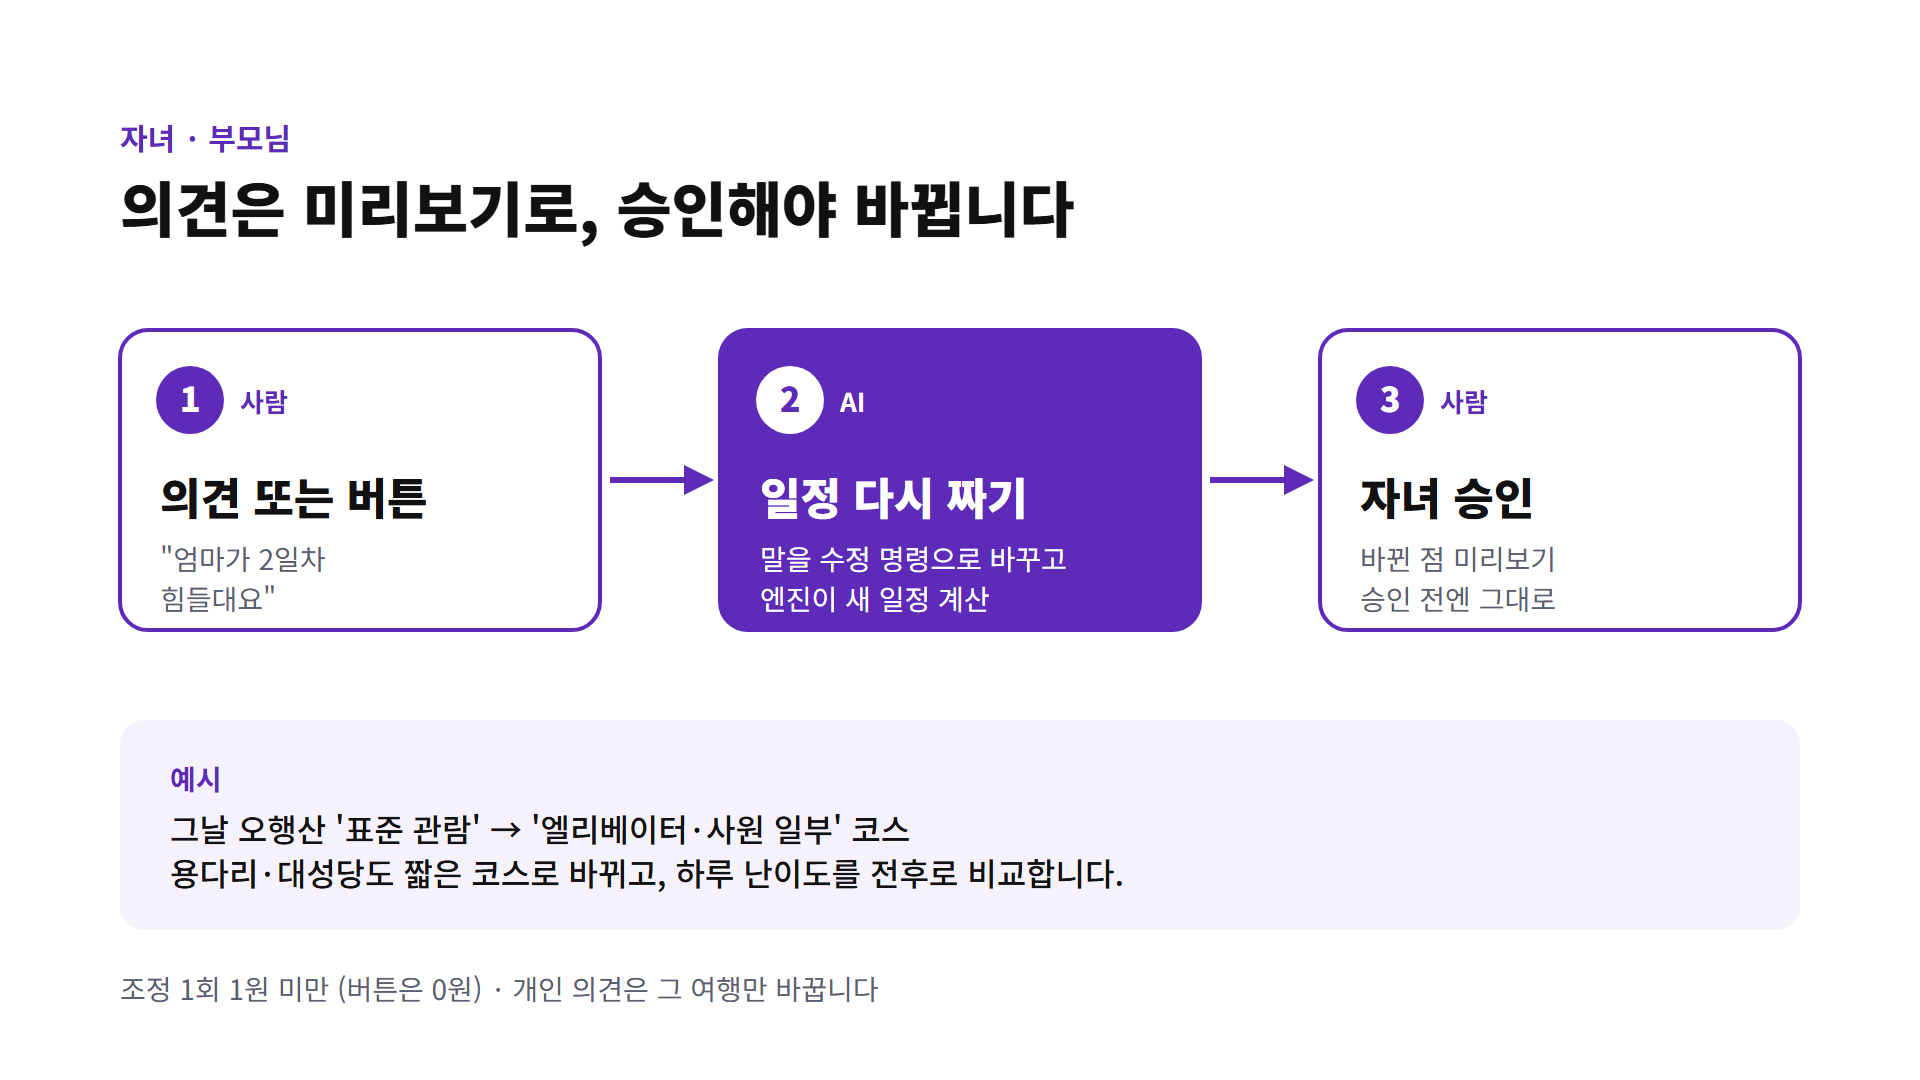 자녀 · 부모님
의견은 미리보기로, 승인해야 바뀝니다
1 사람
의견 또는 버튼
"엄마가 2일차
힘들대요"
2 AI
일정 다시 짜기
말을 수정 명령으로 바꾸고
엔진이 새 일정 계산
3 사람
자녀 승인
바뀐 점 미리보기
승인 전엔 그대로
예시
그날 오행산 '표준 관람' → '엘리베이터·사원 일부' 코스
용다리·대성당도 짧은 코스로 바뀌고, 하루 난이도를 전후로 비교합니다.
조정 1회 1원 미만 (버튼은 0원) · 개인 의견은 그 여행만 바꿉니다